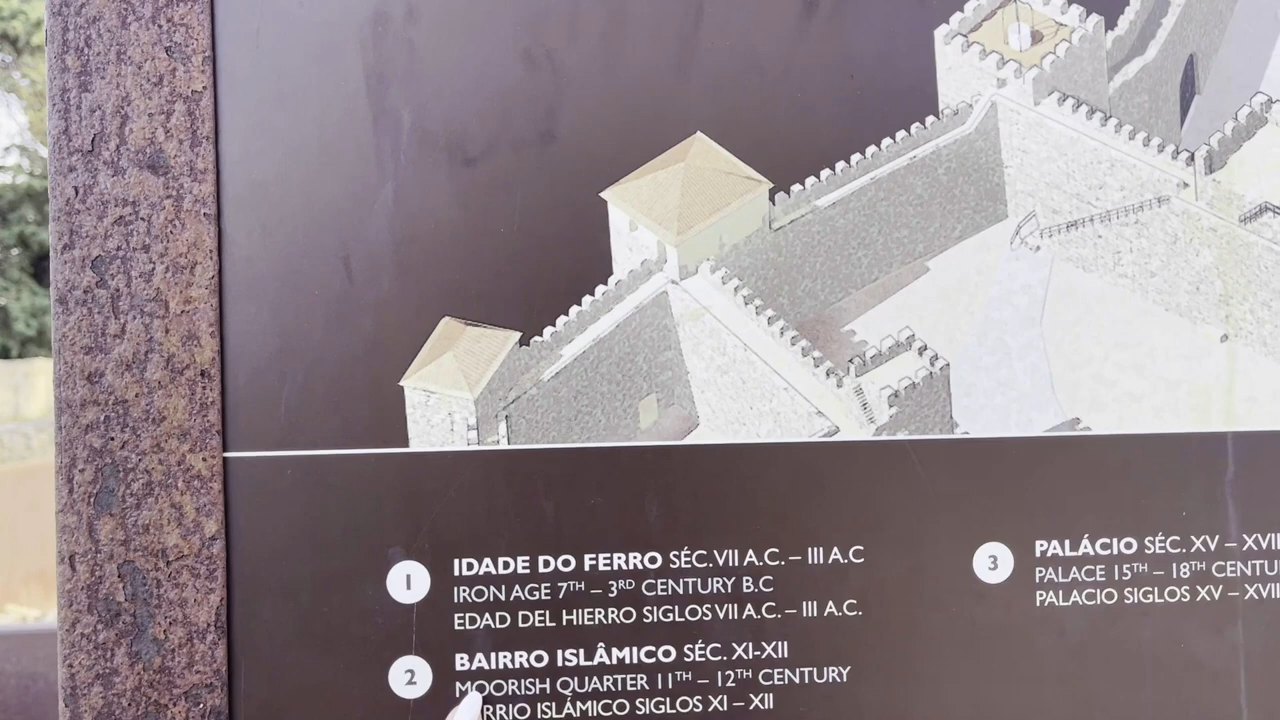 1
IDADE DO FERRO SÉC. VII A.C. – III A.C
IRON AGE 7TH – 3RD CENTURY B.C
EDAD DEL HIERRO SIGLOS VII A.C. – III A.C.
2
BAIRRO ISLÂMICO SÉC. XI-XII
MOORISH QUARTER 11TH – 12TH CENTURY
ISLÁMICO SIGLOS XI – XII
3
PALÁCIO SÉC. XV –
PALACE 15TH – 18TH
PALACIO SIGLOS XV –